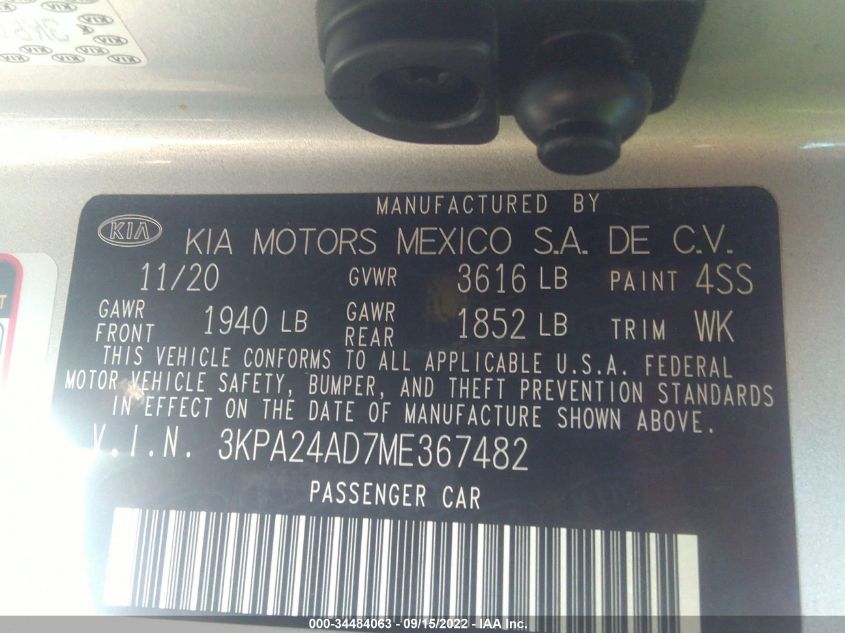 MANUFACTURED BY
KIA KIA MOTORS MEXICO S.A. DE C.V.
11/20 GVWR 3616 LB PAINT 4SS
GAWR FRONT 1940 LB GAWR REAR 1852 LB TRIM WK
THIS VEHICLE CONFORMS TO ALL APPLICABLE U.S.A. FEDERAL
MOTOR VEHICLE SAFETY, BUMPER, AND THEFT PREVENTION STANDARDS
IN EFFECT ON THE DATE OF MANUFACTURE SHOWN ABOVE.
V.I.N. 3KPA24AD7ME367482
PASSENGER CAR
000-34484063 - 09/15/2022 - IAA Inc.